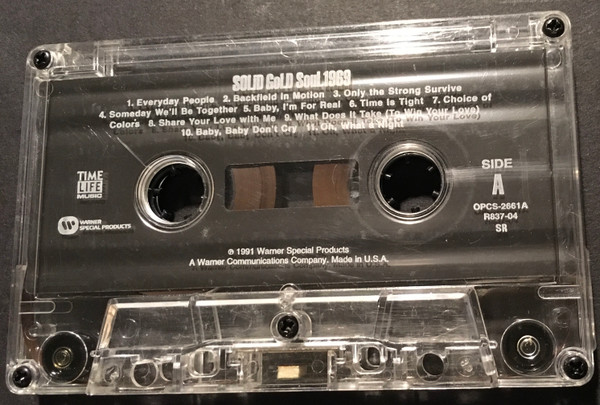 SOLID GOLD SOUL 1969
1. Everyday People 2. Backfield in Motion 3. Only the Strong Survive
4. Someday We'll Be Together 5. Baby, I'm For Real 6. Time Is Tight 7. Choice of
Colors 8. Share Your Love with Me 9. What Does It Take (To Win Your Love)
10. Baby, Baby Don't Cry 11. Oh, What a Night
TIME
LIFE
MUSIC
SIDE
A
OPCS-2661A
R837-04
SR
WARNER
SPECIAL PRODUCTS
℗ 1991 Warner Special Products
A Warner Communications Company. Made in U.S.A.